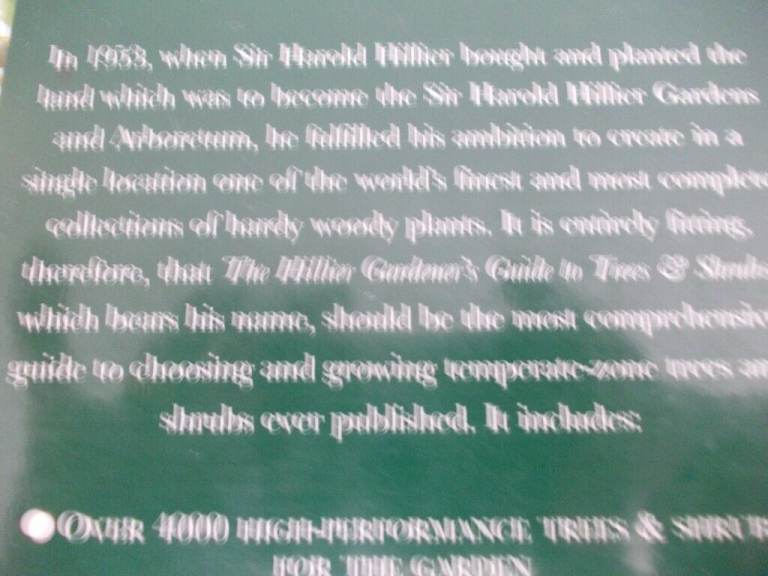 In 1953, when Sir Harold Hillier bought and planted the
land which was to become the Sir Harold Hillier Gardens
and Arboretum, he fulfilled his ambition to create in a
single location one of the world's finest and most complete
collections of hardy woody plants. It is entirely fitting,
therefore, that The Hillier Gardener's Guide to Trees & Shrubs
which bears his name, should be the most comprehensiv
guide to choosing and growing temperate-zone trees an
shrubs ever published. It includes:
OVER 4000 HIGH-PERFORMANCE TREES & SHRUB
FOR THE GARDEN